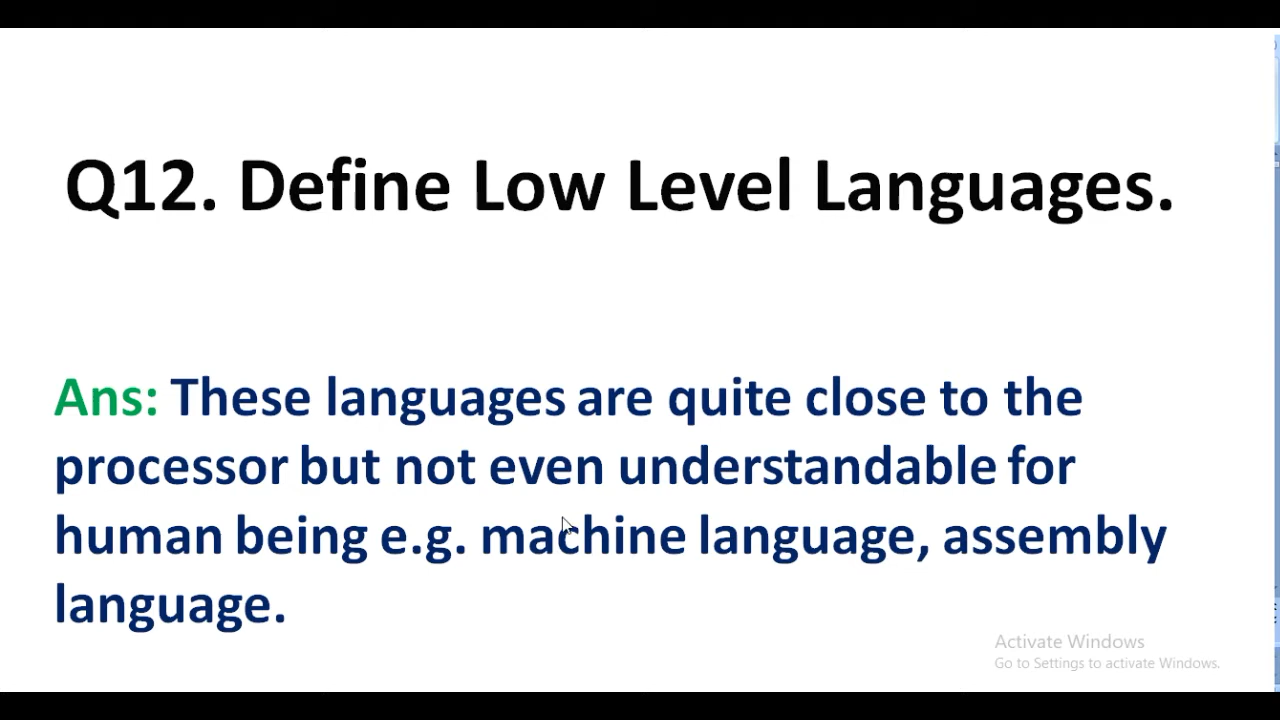 Q12. Define Low Level Languages.
Ans: These languages are quite close to the
processor but not even understandable for
human being e.g. machine language, assembly
language.
Activate Windows
Go to Settings to activate Windows.